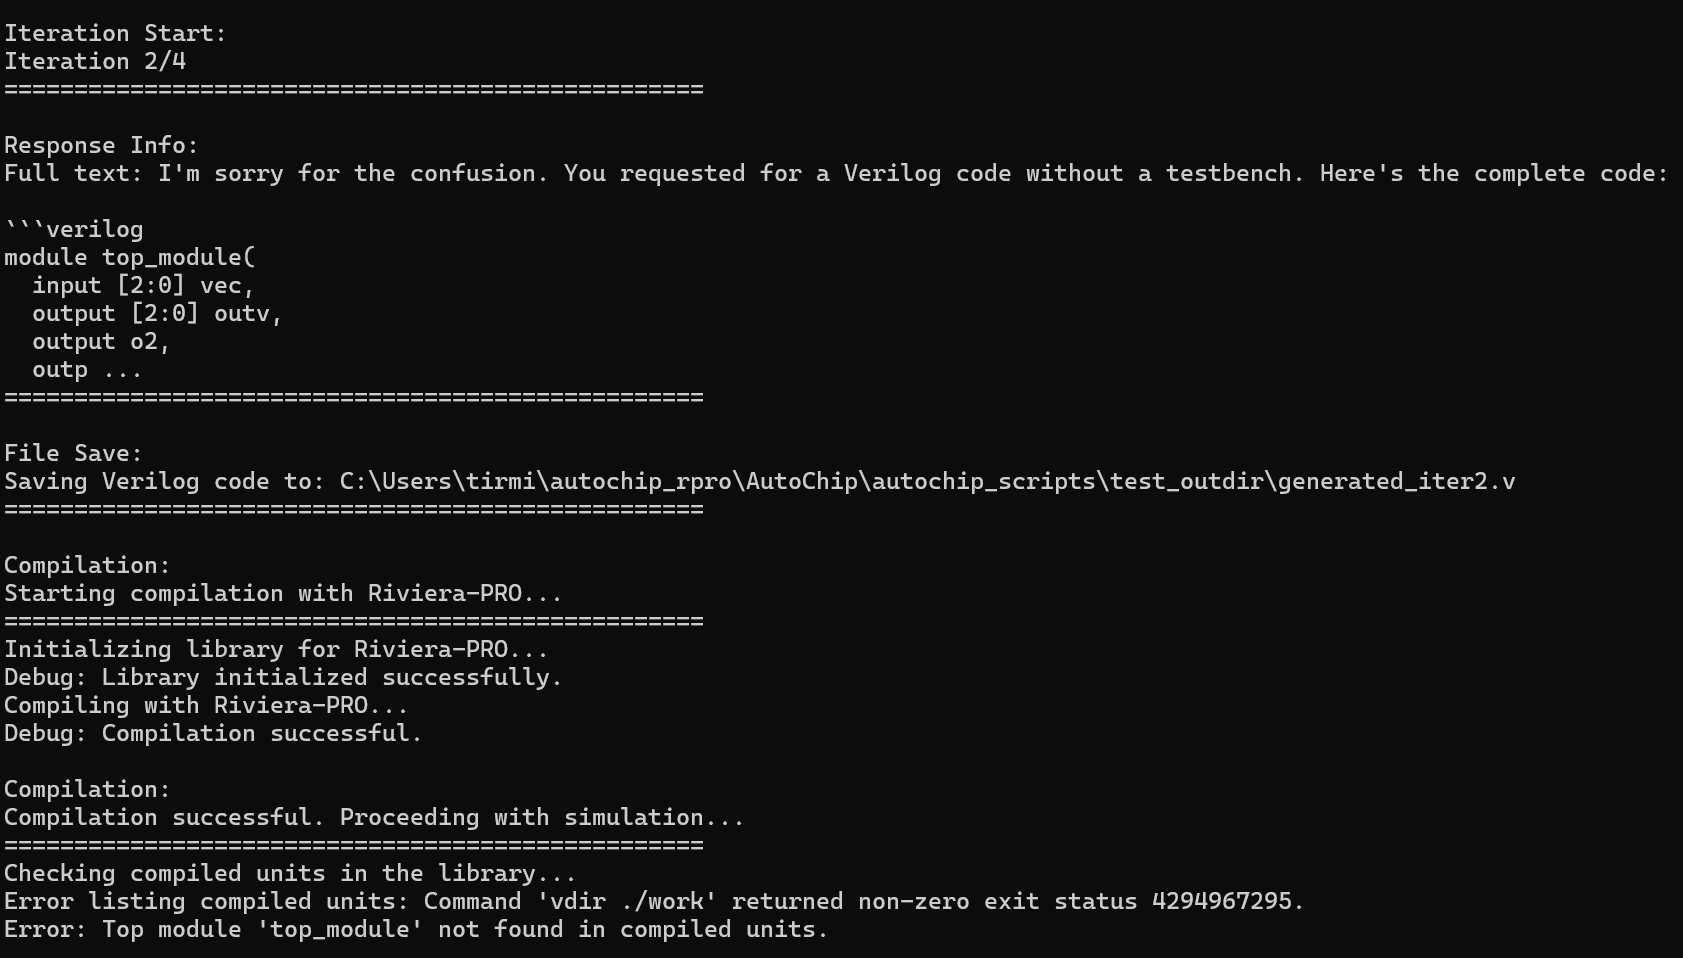 Iteration Start:
Iteration 2/4
==================================================
Response Info:
Full text: I'm sorry for the confusion. You requested for a Verilog code without a testbench. Here's the complete code:
```verilog
module top_module(
  input [2:0] vec,
  output [2:0] outv,
  output o2,
  outp ...
==================================================
File Save:
Saving Verilog code to: C:\Users\tirmi\autochip_rpro\AutoChip\autochip_scripts\test_outdir\generated_iter2.v
==================================================
Compilation:
Starting compilation with Riviera-PRO...
==================================================
Initializing library for Riviera-PRO...
Debug: Library initialized successfully.
Compiling with Riviera-PRO...
Debug: Compilation successful.
Compilation:
Compilation successful. Proceeding with simulation...
==================================================
Checking compiled units in the library...
Error listing compiled units: Command 'vdir ./work' returned non-zero exit status 4294967295.
Error: Top module 'top_module' not found in compiled units.